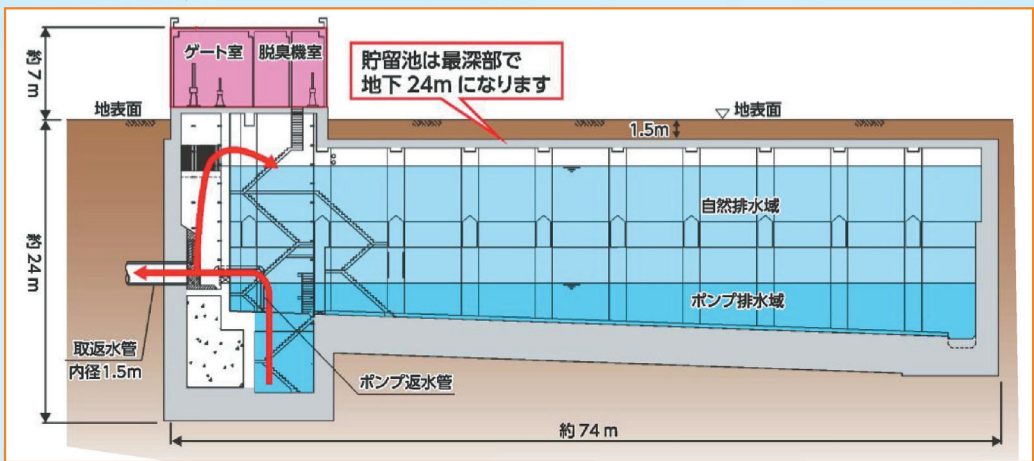 ゲート室
脱臭機室
約7m
貯留池は最深部で
地下24mになります
地表面
地表面
1.5m
自然排水域
約24m
ポンプ排水域
取返水管
内径1.5m
ポンプ返水管
約74m